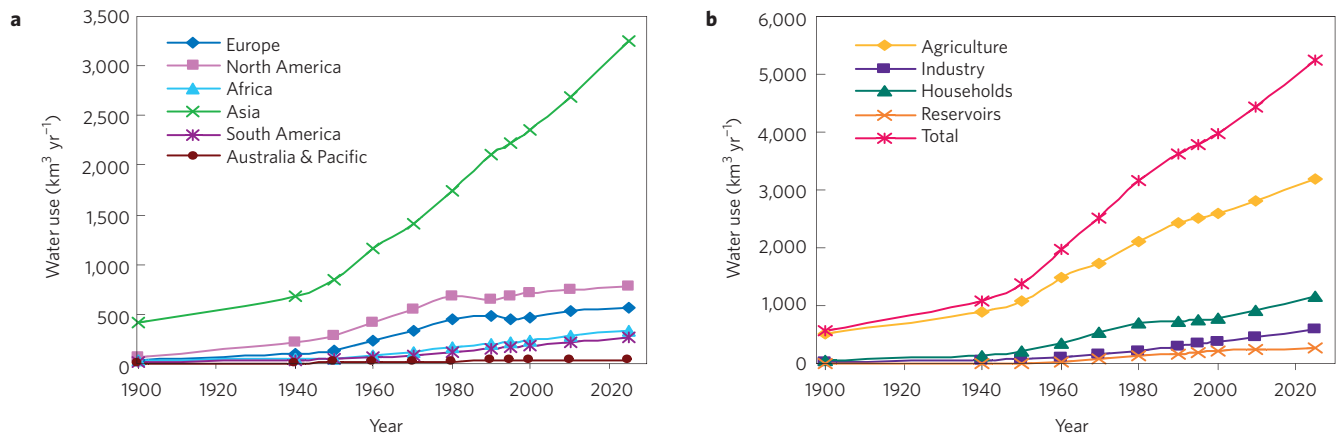 a
3,500
3,000
2,500
2,000
1,500
1,000
500
0
Water use (km³ yr⁻¹)
Europe
North America
Africa
Asia
South America
Australia & Pacific
1900 1920 1940 1960 1980 2000 2020
Year
b
6,000
5,000
4,000
3,000
2,000
1,000
0
Water use (km³ yr⁻¹)
Agriculture
Industry
Households
Reservoirs
Total
1900 1920 1940 1960 1980 2000 2020
Year